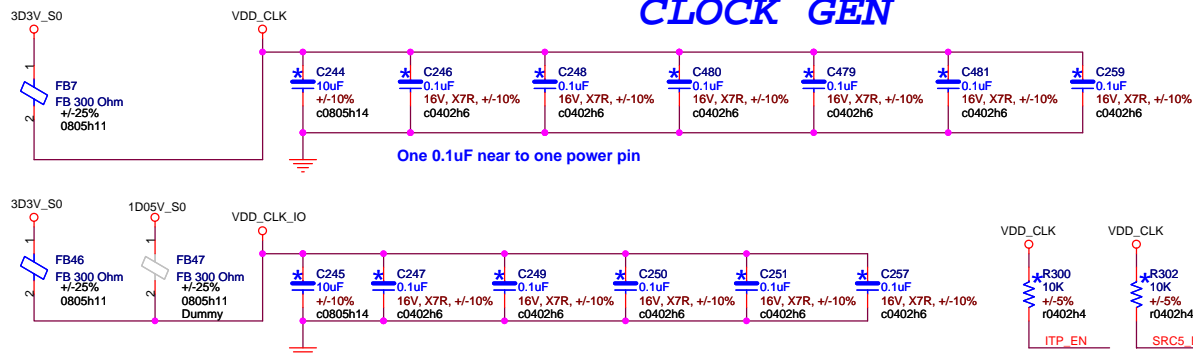 CLOCK GEN
3D3V_S0
VDD_CLK
1
FB7
FB 300 Ohm
+/-25%
0805h11
2
C244
10uF
+/-10%
c0805h14
C246
0.1uF
16V, X7R, +/-10%
c0402h6
C248
0.1uF
16V, X7R, +/-10%
c0402h6
C480
0.1uF
16V, X7R, +/-10%
c0402h6
C479
0.1uF
16V, X7R, +/-10%
c0402h6
C481
0.1uF
16V, X7R, +/-10%
c0402h6
C259
0.1uF
16V, X7R, +/-10%
c0402h6
One 0.1uF near to one power pin
3D3V_S0
1D05V_S0
VDD_CLK_IO
1
FB46
FB 300 Ohm
+/-25%
0805h11
2
1
FB47
FB 300 Ohm
+/-25%
0805h11
Dummy
2
C245
10uF
+/-10%
c0805h14
C247
0.1uF
16V, X7R, +/-10%
c0402h6
C249
0.1uF
16V, X7R, +/-10%
c0402h6
C250
0.1uF
16V, X7R, +/-10%
c0402h6
C251
0.1uF
16V, X7R, +/-10%
c0402h6
C257
0.1uF
16V, X7R, +/-10%
c0402h6
VDD_CLK
R300
10K
+/-5%
r0402h4
ITP_EN
VDD_CLK
R302
10K
+/-5%
r0402h4